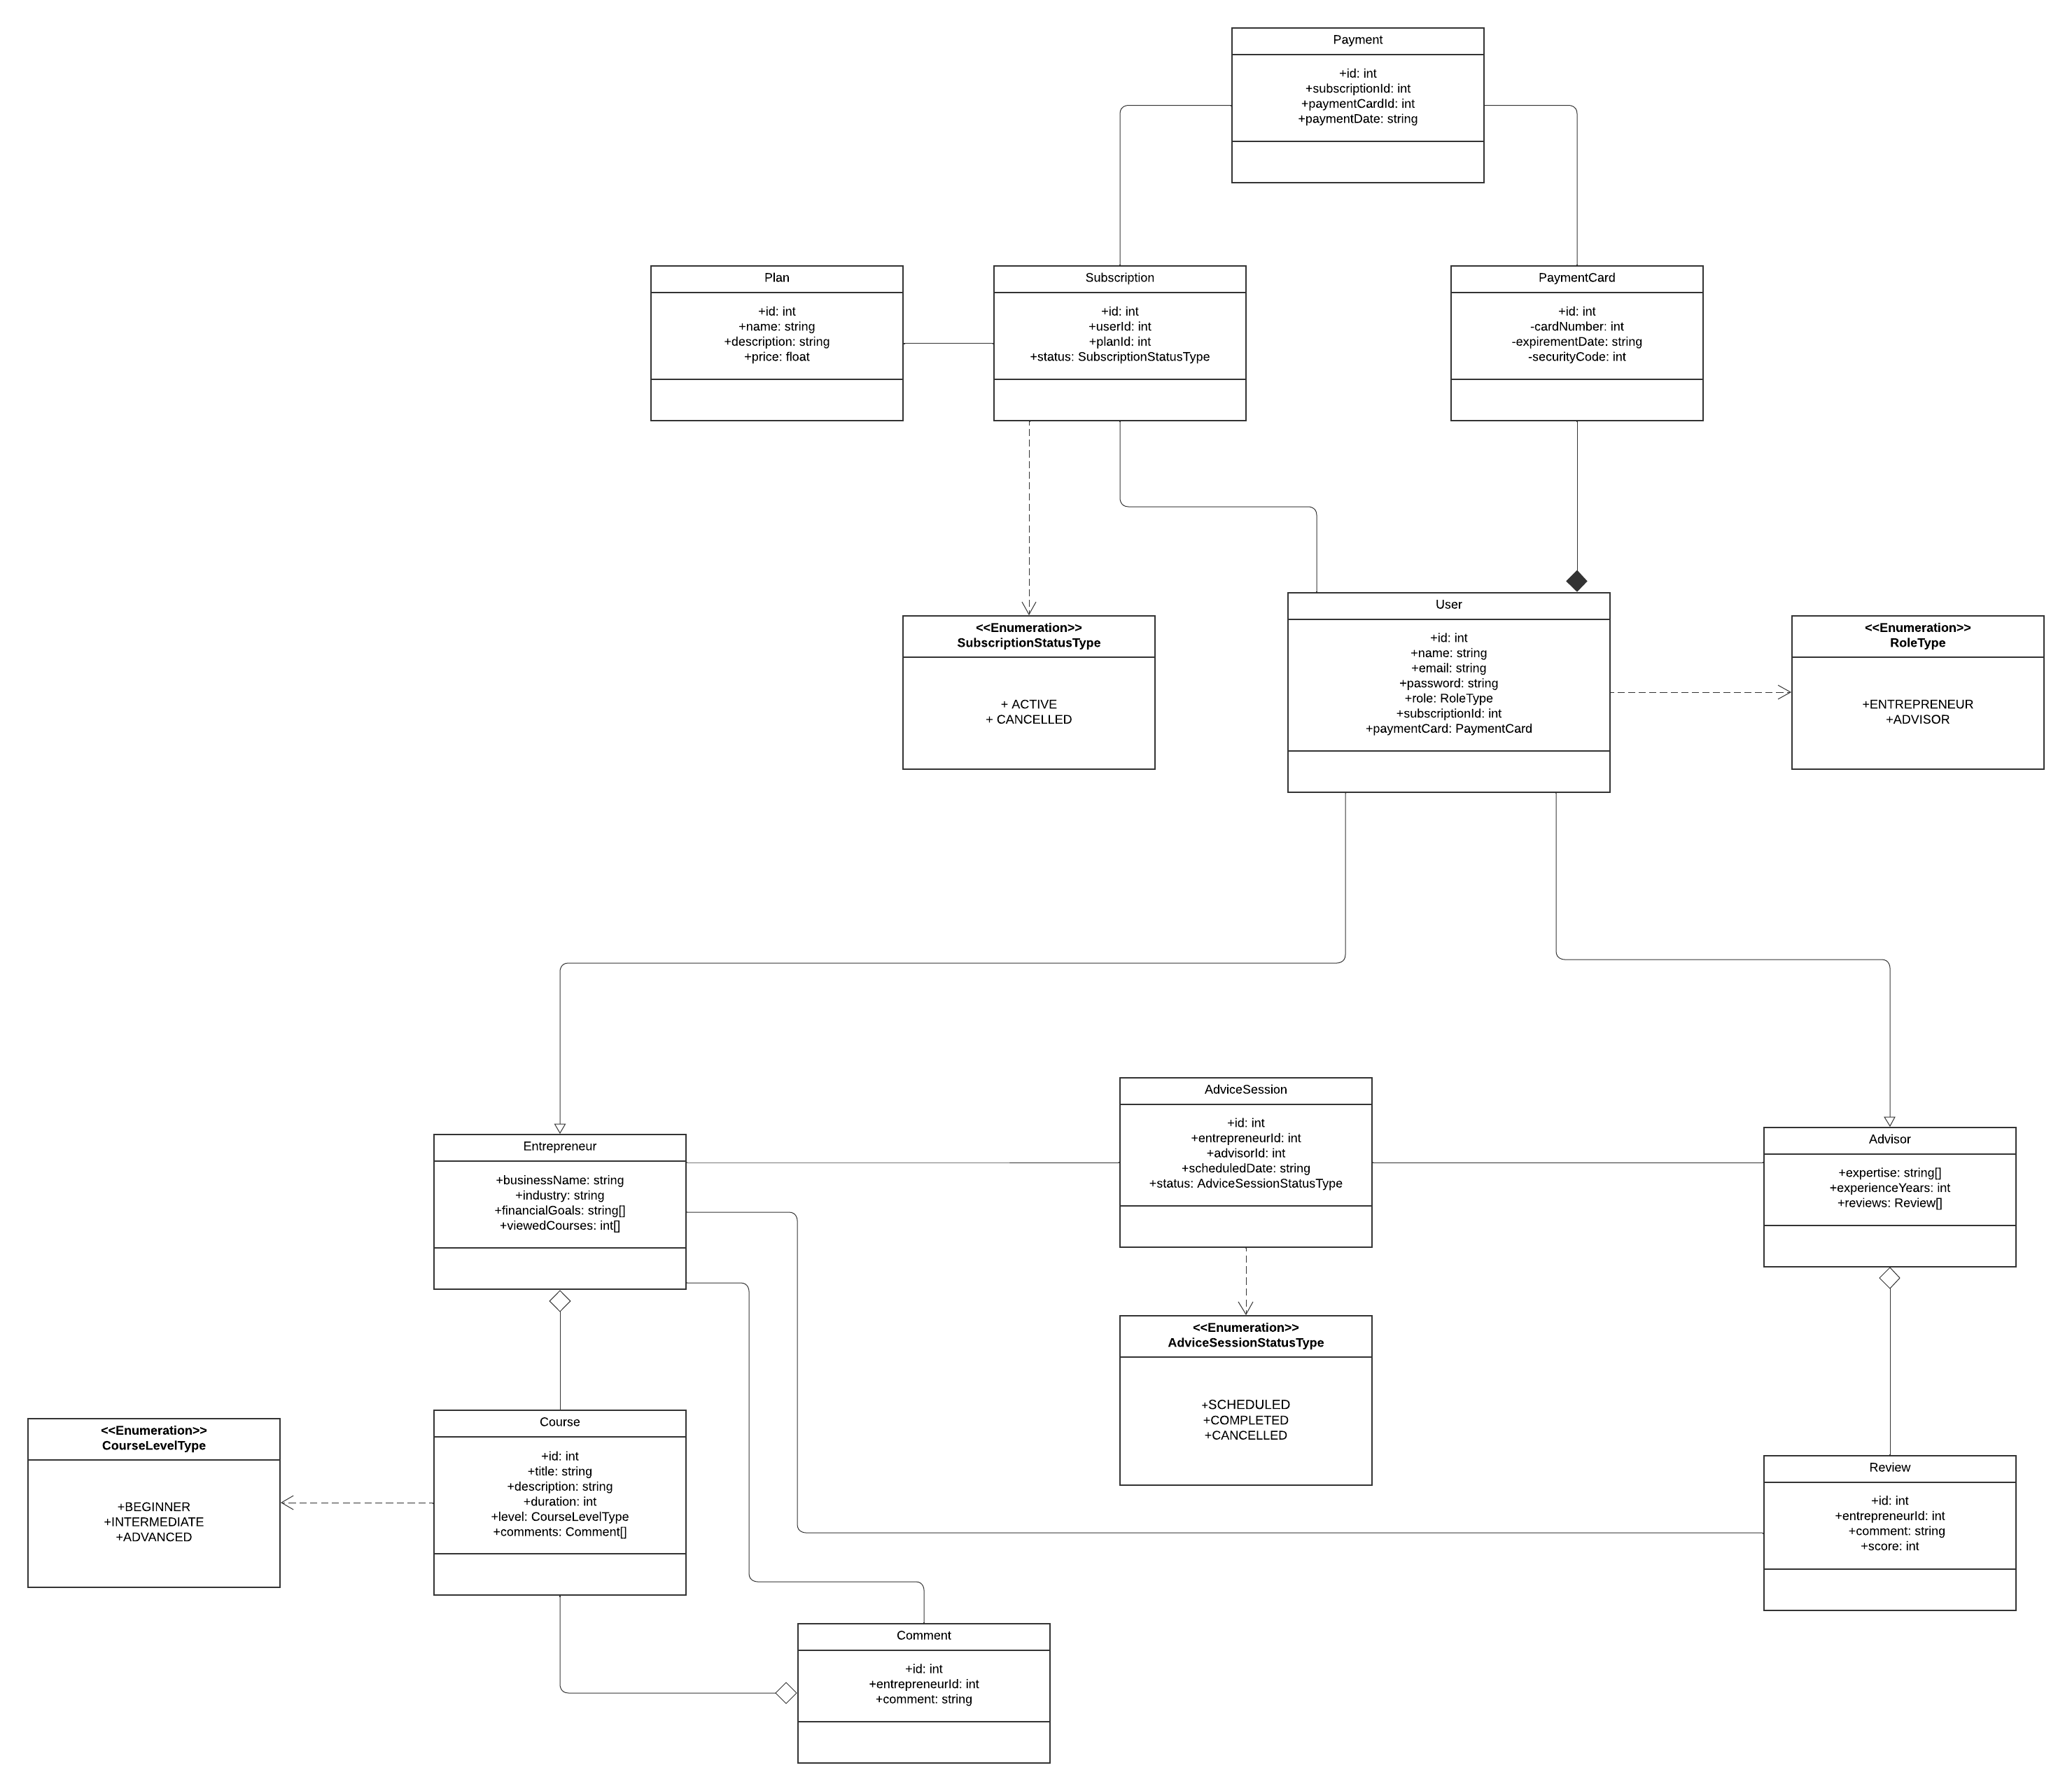 Payment
+id: int
+subscriptionId: int
+paymentCardId: int
+paymentDate: string
Plan
+id: int
+name: string
+description: string
+price: float
Subscription
+id: int
+userId: int
+planId: int
+status: SubscriptionStatusType
PaymentCard
+id: int
-cardNumber: int
-expirementDate: string
-securityCode: int
<<Enumeration>>
SubscriptionStatusType
+ ACTIVE
+ CANCELLED
User
+id: int
+name: string
+email: string
+password: string
+role: RoleType
+subscriptionId: int
+paymentCard: PaymentCard
<<Enumeration>>
RoleType
+ENTREPRENEUR
+ADVISOR
Entrepreneur
+businessName: string
+industry: string
+financialGoals: string[]
+viewedCourses: int[]
AdviceSession
+id: int
+entrepreneurId: int
+advisorId: int
+scheduledDate: string
+status: AdviceSessionStatusType
Advisor
+expertise: string[]
+experienceYears: int
+reviews: Review[]
<<Enumeration>>
AdviceSessionStatusType
+SCHEDULED
+COMPLETED
+CANCELLED
<<Enumeration>>
CourseLevelType
+BEGINNER
+INTERMEDIATE
+ADVANCED
Course
+id: int
+title: string
+description: string
+duration: int
+level: CourseLevelType
+comments: Comment[]
Review
+id: int
+entrepreneurId: int
+comment: string
+score: int
Comment
+id: int
+entrepreneurId: int
+comment: string